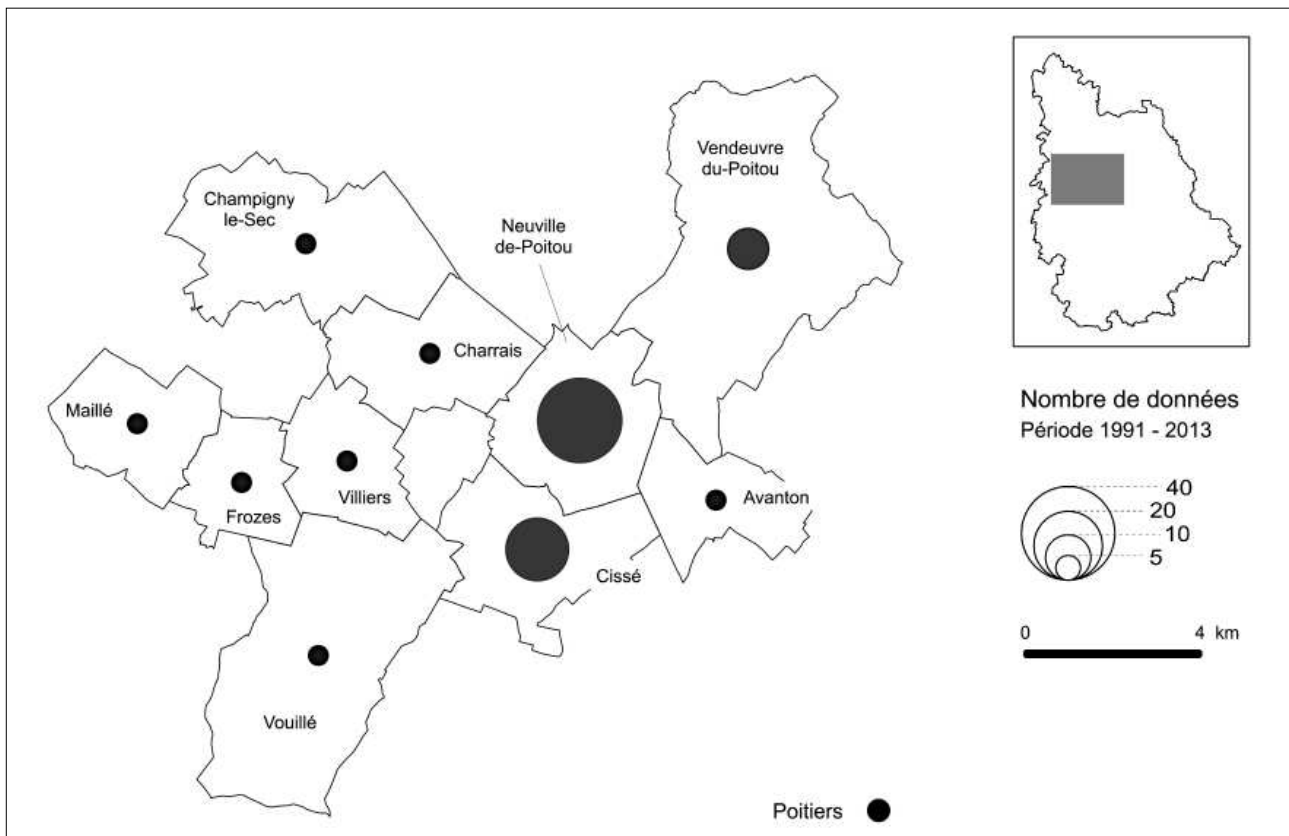 Vendeuvre
du-Poitou
Champigny
le-Sec
Neuville
de-Poitou
Charrais
Maillé
Villiers
Frozes
Avanton
Cissé
Vouillé
Poitiers
Nombre de données
Période 1991 - 2013
40
20
10
5
0 4 km